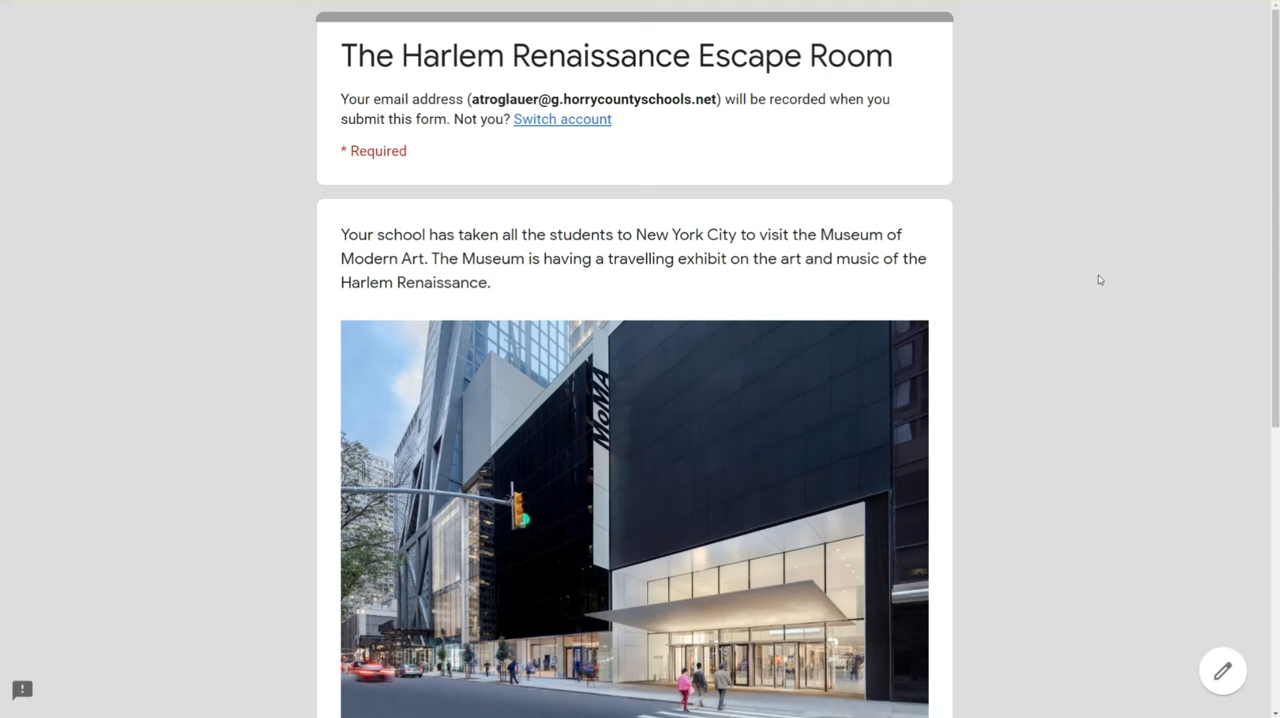 The Harlem Renaissance Escape Room
Your email address (atroglauer@g.horrycountyschools.net) will be recorded when you
submit this form. Not you? Switch account
* Required
Your school has taken all the students to New York City to visit the Museum of
Modern Art. The Museum is having a travelling exhibit on the art and music of the
Harlem Renaissance.
MoMA